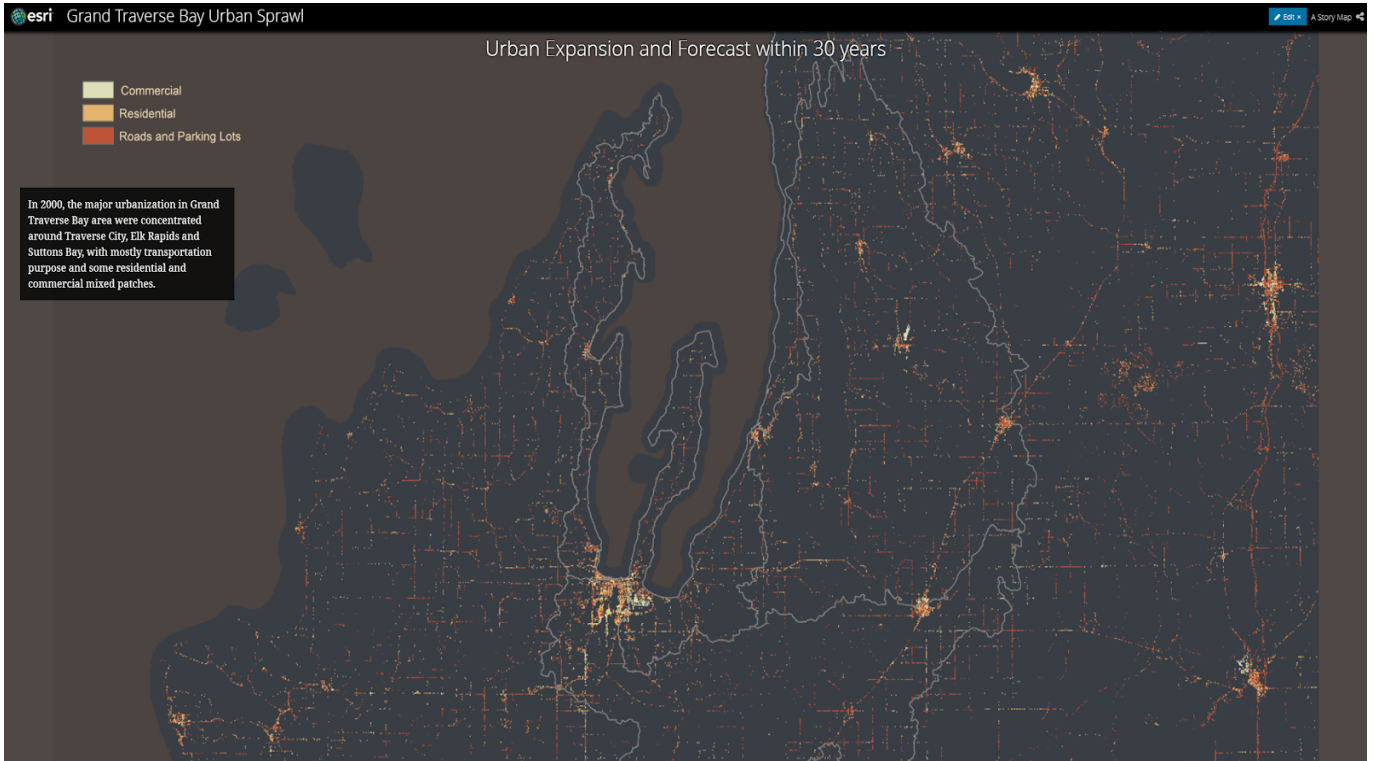 esri Grand Traverse Bay Urban Sprawl
Edit × A Story Map
Urban Expansion and Forecast within 30 years
Commercial
Residential
Roads and Parking Lots
In 2000, the major urbanization in Grand
Traverse Bay area were concentrated
around Traverse City, Elk Rapids and
Suttons Bay, with mostly transportation
purpose and some residential and
commercial mixed patches.